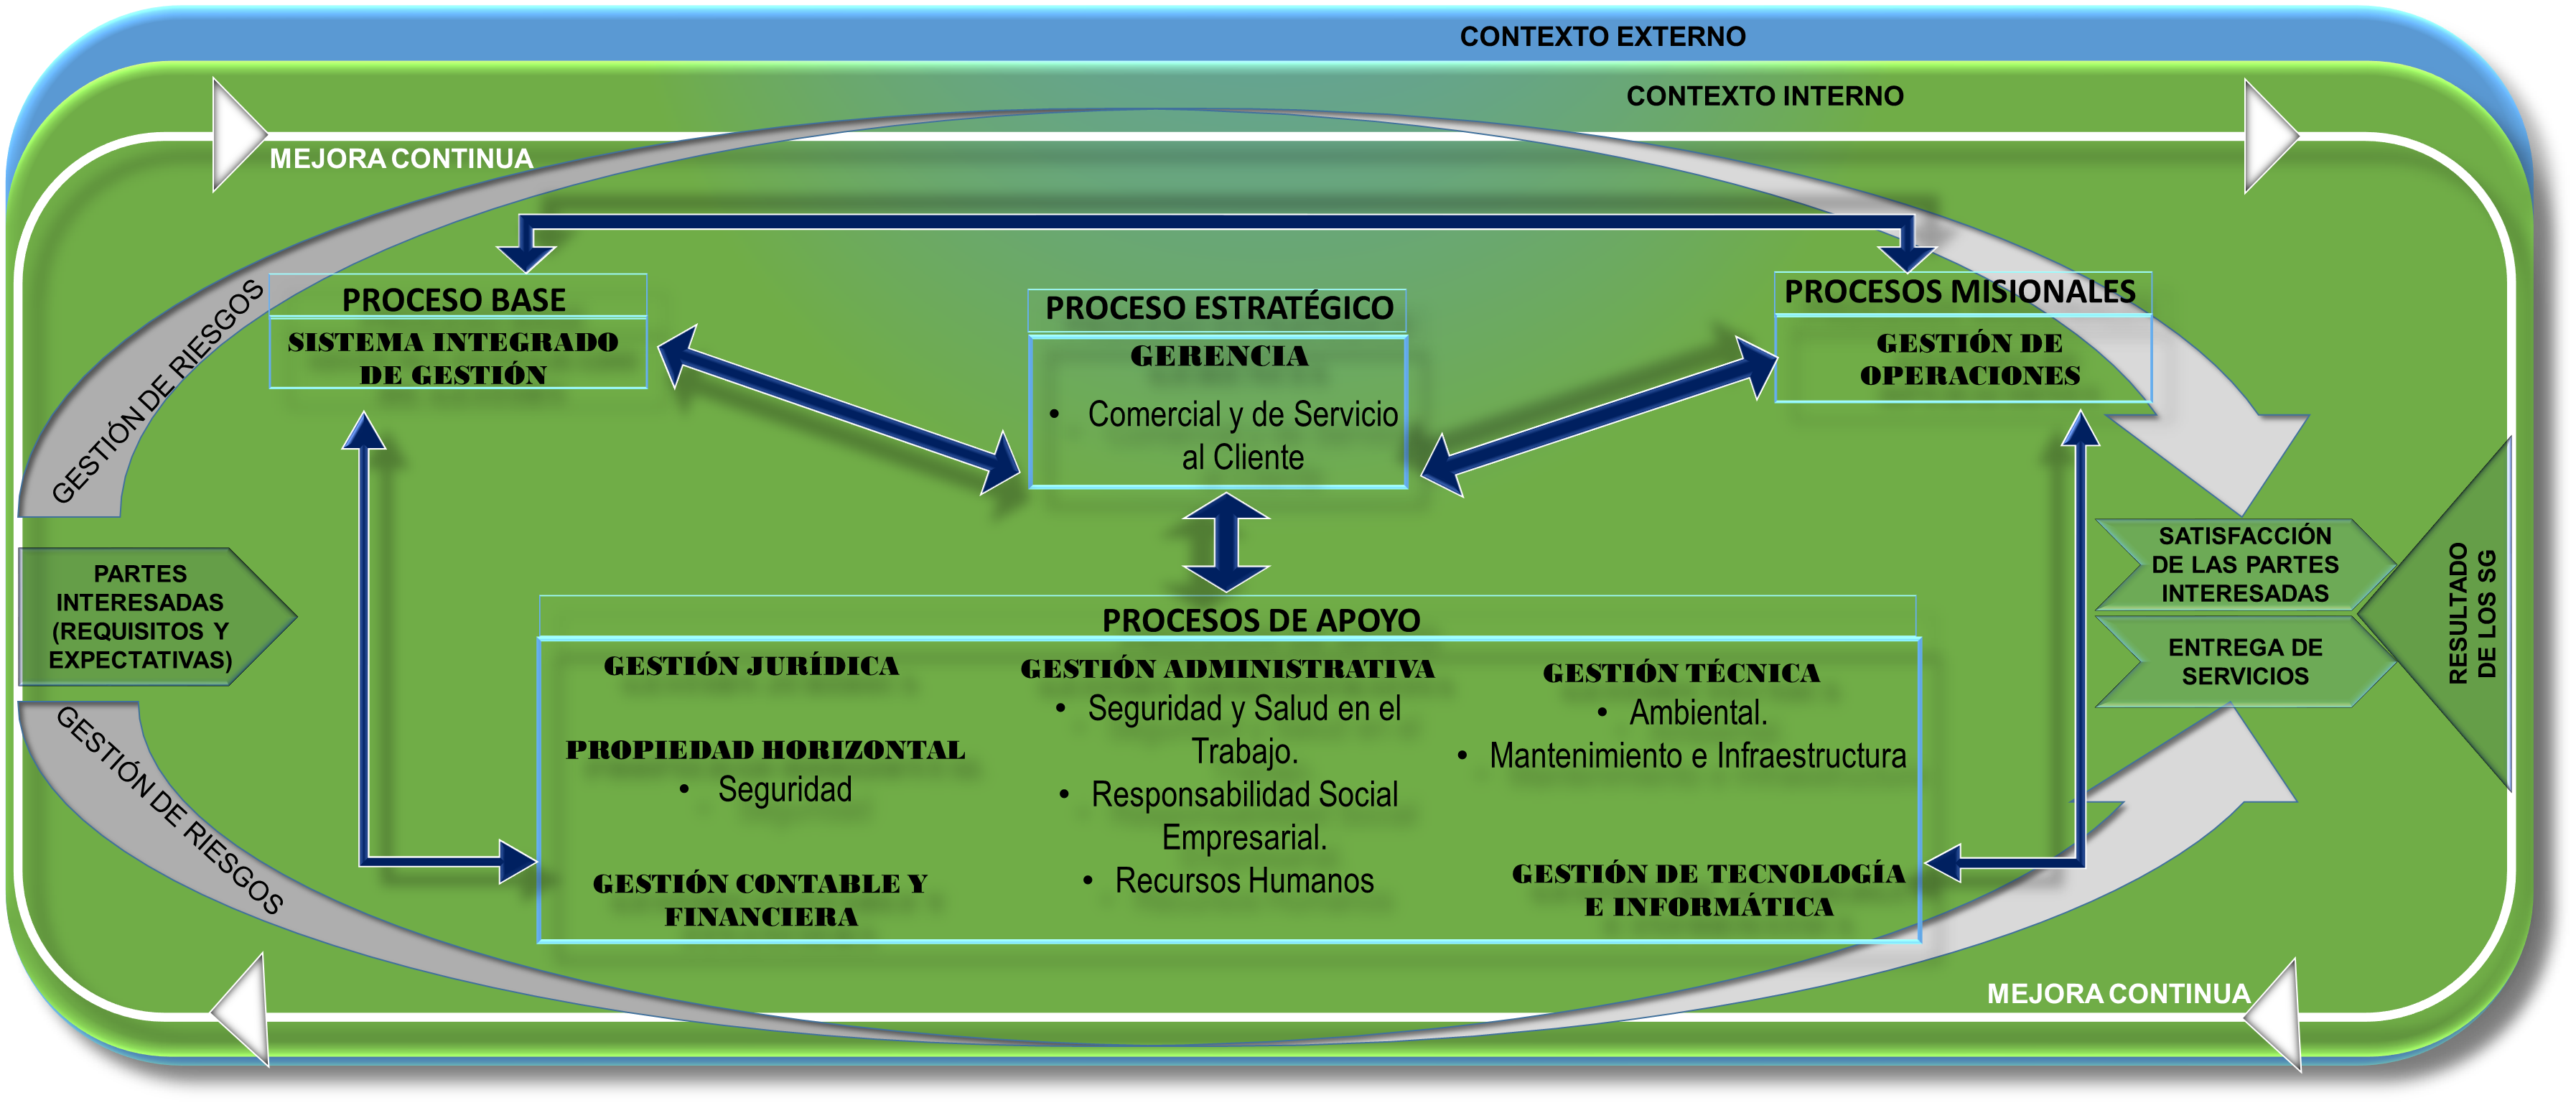 CONTEXTO EXTERNO
CONTEXTO INTERNO
MEJORA CONTINUA
GESTIÓN DE RIESGOS
PROCESO BASE
SISTEMA INTEGRADO
DE GESTIÓN
PROCESO ESTRATÉGICO
GERENCIA
• Comercial y de Servicio
al Cliente
PROCESOS MISIONALES
GESTIÓN DE
OPERACIONES
PARTES
INTERESADAS
(REQUISITOS Y
EXPECTATIVAS)
SATISFACCIÓN
DE LAS PARTES
INTERESADAS
ENTREGA DE
SERVICIOS
RESULTADO
DE LOS SG
PROCESOS DE APOYO
GESTIÓN JURÍDICA
PROPIEDAD HORIZONTAL
• Seguridad
GESTIÓN CONTABLE Y
FINANCIERA
GESTIÓN ADMINISTRATIVA
• Seguridad y Salud en el
Trabajo.
• Responsabilidad Social
Empresarial.
• Recursos Humanos
GESTIÓN TÉCNICA
• Ambiental.
• Mantenimiento e Infraestructura
GESTIÓN DE TECNOLOGÍA
E INFORMÁTICA
GESTIÓN DE RIESGOS
MEJORA CONTINUA